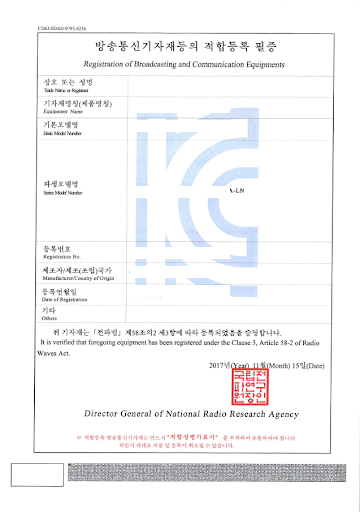 CD63-0DAD-9793-4236
방송통신기자재등의 적합등록 필증
Registration of Broadcasting and Communication Equipments
상호 또는 성명
Trade Name or Registrant
기자재명칭(제품명칭)
Equipment Name
기본모델명
Basic Model Number
파생모델명
Series Model Number
X-LN
등록번호
Registration No.
제조자/제조(조립)국가
Manufacturer/Country of Origin
등록연월일
Date of Registration
기타
Others
위 기자재는 「전파법」 제58조의2 제3항에 따라 등록되었음을 증명합니다.
It is verified that foregoing equipment has been registered under the Clause 3, Article 58-2 of Radio
Waves Act.
2017년(Year) 11월(Month) 15일(Date)
국립전
파연구
원장인
Director General of National Radio Research Agency
※ 적합등록 방송통신기자재는 반드시 "적합성평가표시" 를 부착하여 유통하여야 합니다.
위반시 과태료 처분 및 등록이 취소될 수 있습니다.